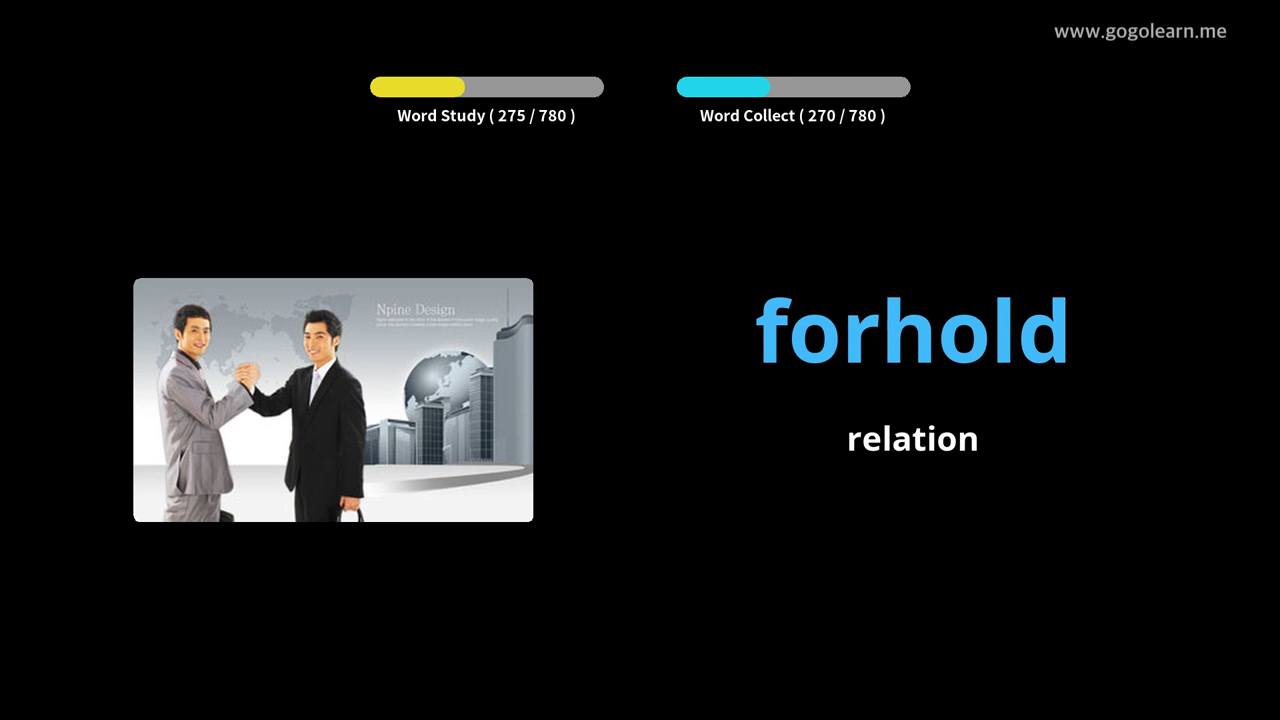 www.gogolearn.me
Word Study ( 275 / 780 )
Word Collect ( 270 / 780 )
Npine Design
forhold
relation